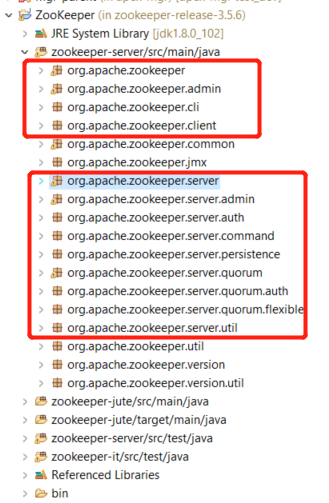 ZooKeeper (in zookeeper-release-3.5.6)
JRE System Library [jdk1.8.0_102]
zookeeper-server/src/main/java
org.apache.zookeeper
org.apache.zookeeper.admin
org.apache.zookeeper.cli
org.apache.zookeeper.client
org.apache.zookeeper.common
org.apache.zookeeper.jmx
org.apache.zookeeper.server
org.apache.zookeeper.server.admin
org.apache.zookeeper.server.auth
org.apache.zookeeper.server.command
org.apache.zookeeper.server.persistence
org.apache.zookeeper.server.quorum
org.apache.zookeeper.server.quorum.auth
org.apache.zookeeper.server.quorum.flexible
org.apache.zookeeper.server.util
org.apache.zookeeper.util
org.apache.zookeeper.version
org.apache.zookeeper.version.util
zookeeper-jute/src/main/java
zookeeper-jute/target/main/java
zookeeper-server/src/test/java
zookeeper-it/src/test/java
Referenced Libraries
bin